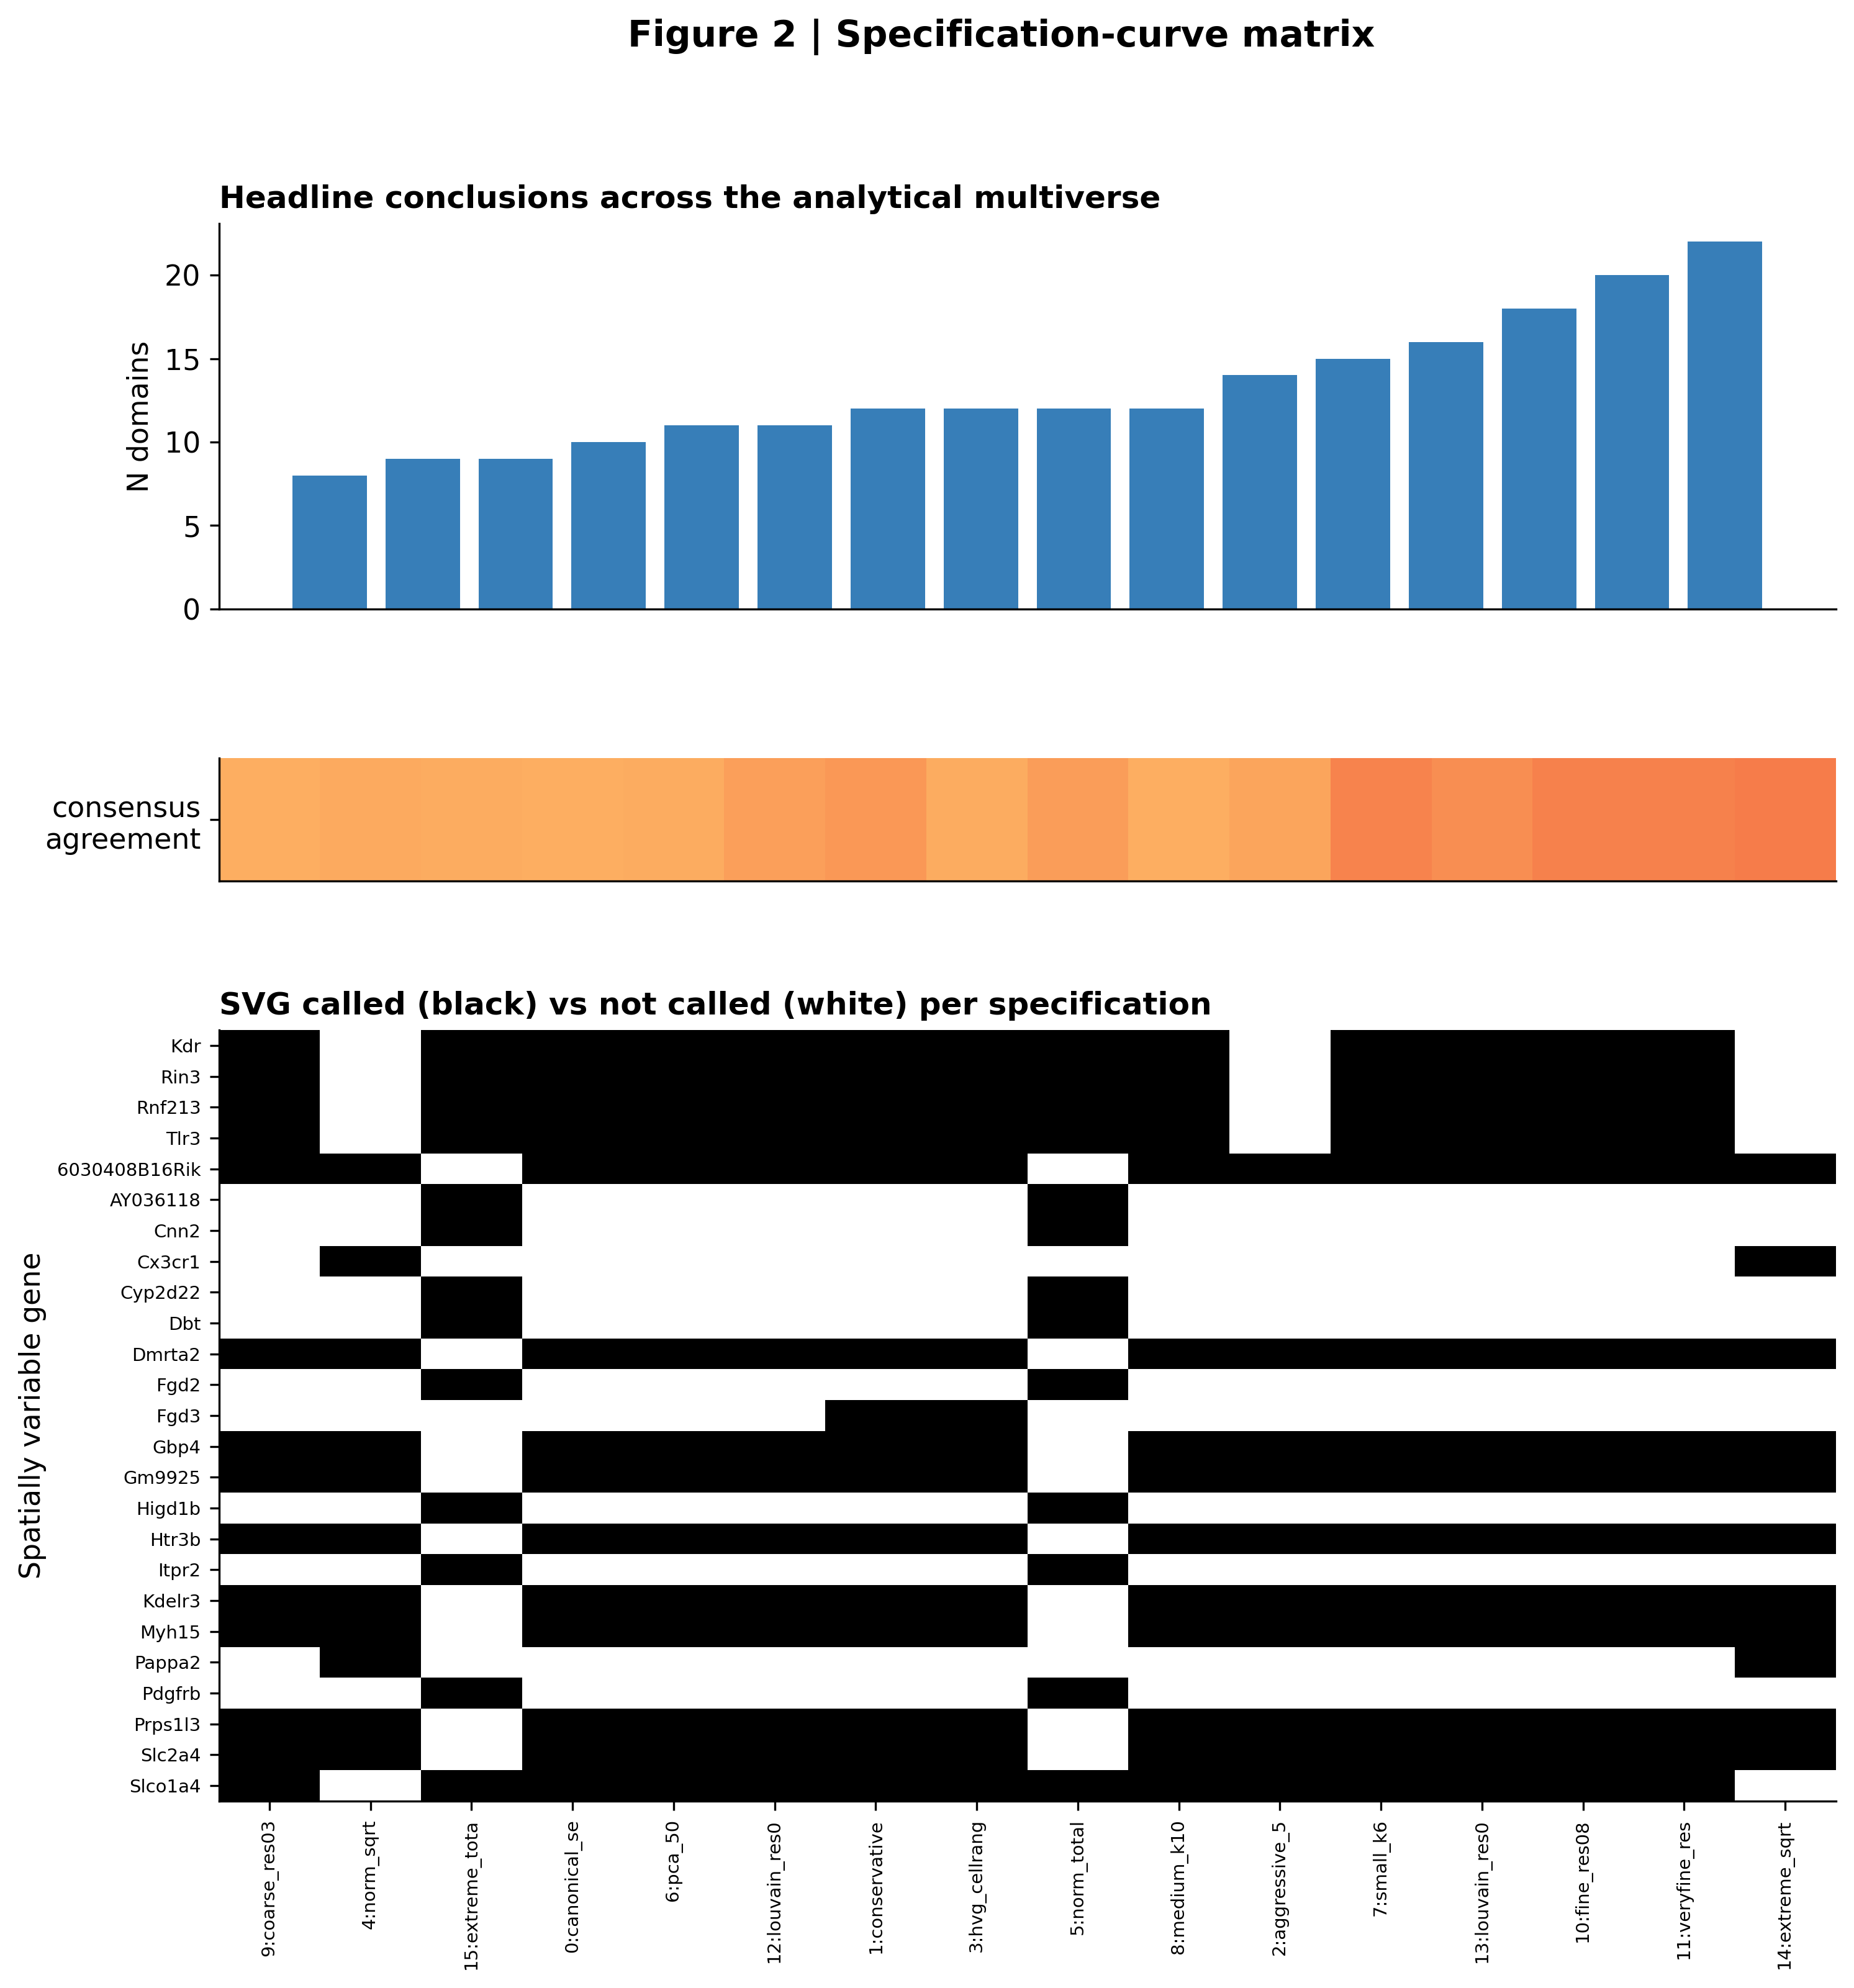 Figure 2 | Specification-curve matrix
Headline conclusions across the analytical multiverse
N domains
20
15
10
5
0
consensus
agreement
SVG called (black) vs not called (white) per specification
Spatially variable gene
Kdr
Rin3
Rnf213
Tlr3
6030408B16Rik
AY036118
Cnn2
Cx3cr1
Cyp2d22
Dbt
Dmrta2
Fgd2
Fgd3
Gbp4
Gm9925
Higd1b
Htr3b
Itpr2
Kdelr3
Myh15
Pappa2
Pdgfrb
Prps1l3
Slc2a4
Slco1a4
9:coarse_res03
4:norm_sqrt
15:extreme_tota
0:canonical_se
6:pca_50
12:louvain_res0
1:conservative
3:hvg_cellrang
5:norm_total
8:medium_k10
2:aggressive_5
7:small_k6
13:louvain_res0
10:fine_res08
11:veryfine_res
14:extreme_sqrt